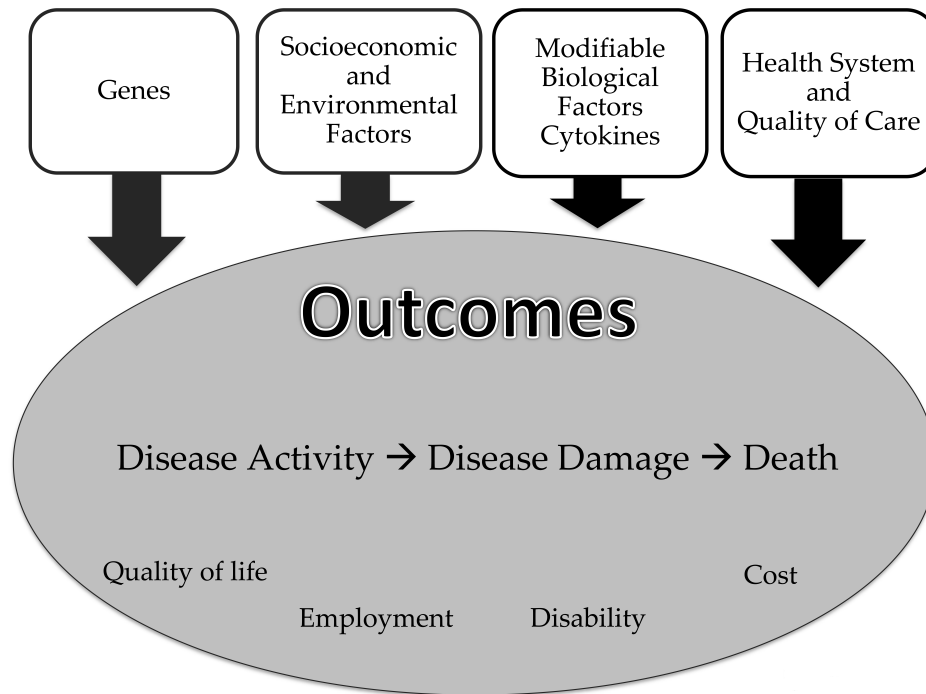 Genes
Socioeconomic
and
Environmental
Factors
Modifiable
Biological
Factors
Cytokines
Health System
and
Quality of Care
Outcomes
Disease Activity → Disease Damage → Death
Quality of life
Cost
Employment
Disability